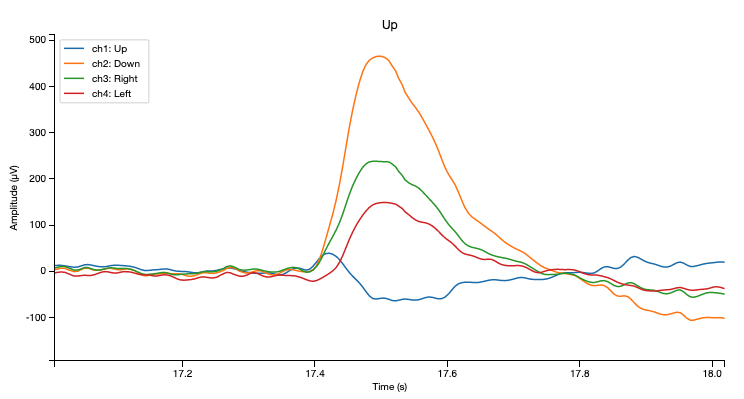 Up
500
400
300
200
100
0
-100
ch1: Up
ch2: Down
ch3: Right
ch4: Left
Amplitude (µV)
17.2 17.4 17.6 17.8 18.0
Time (s)